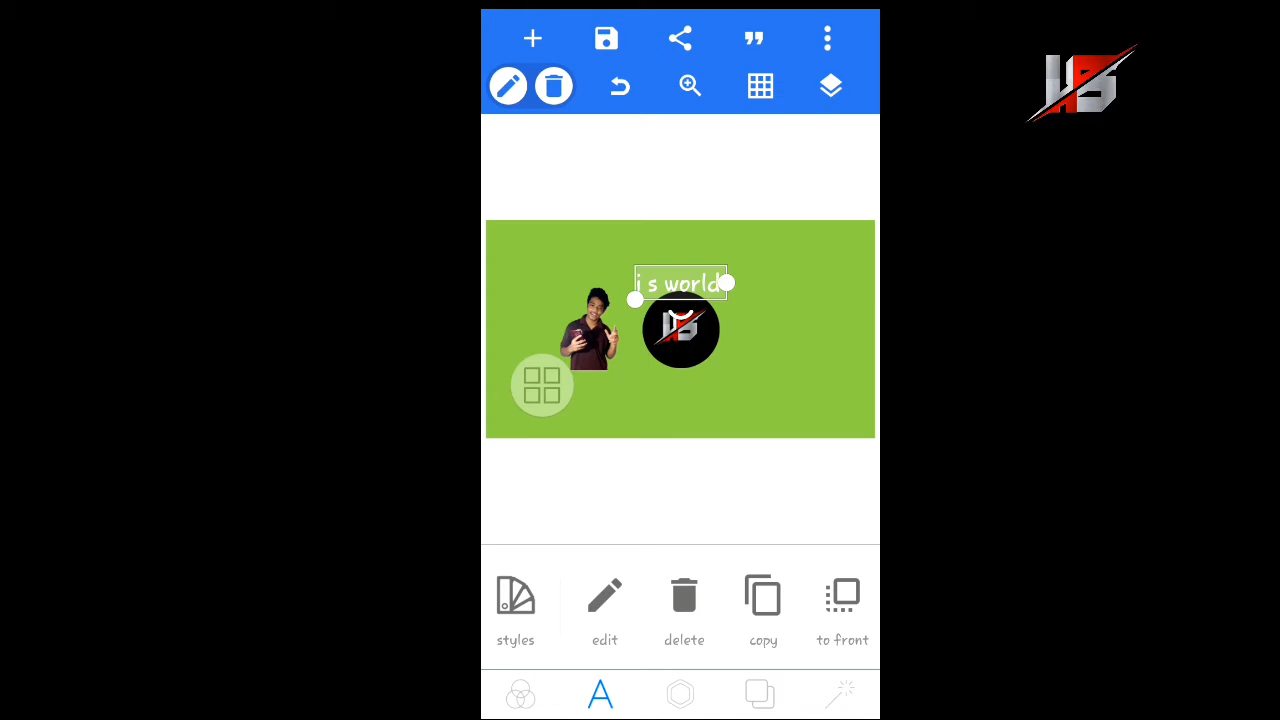 i s world
styles
edit
delete
copy
to front